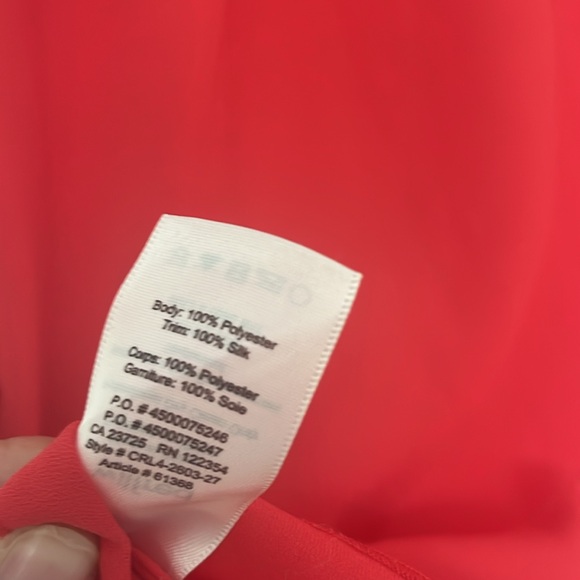 Body: 100% Polyester
Trim: 100% Silk
Corps: 100% Polyester
Garniture: 100% Soie
P.O. # 4500075246
P.O. # 4500075247
CA 23725 RN 122354
Style # CRL4-2603-27
Article # 61368